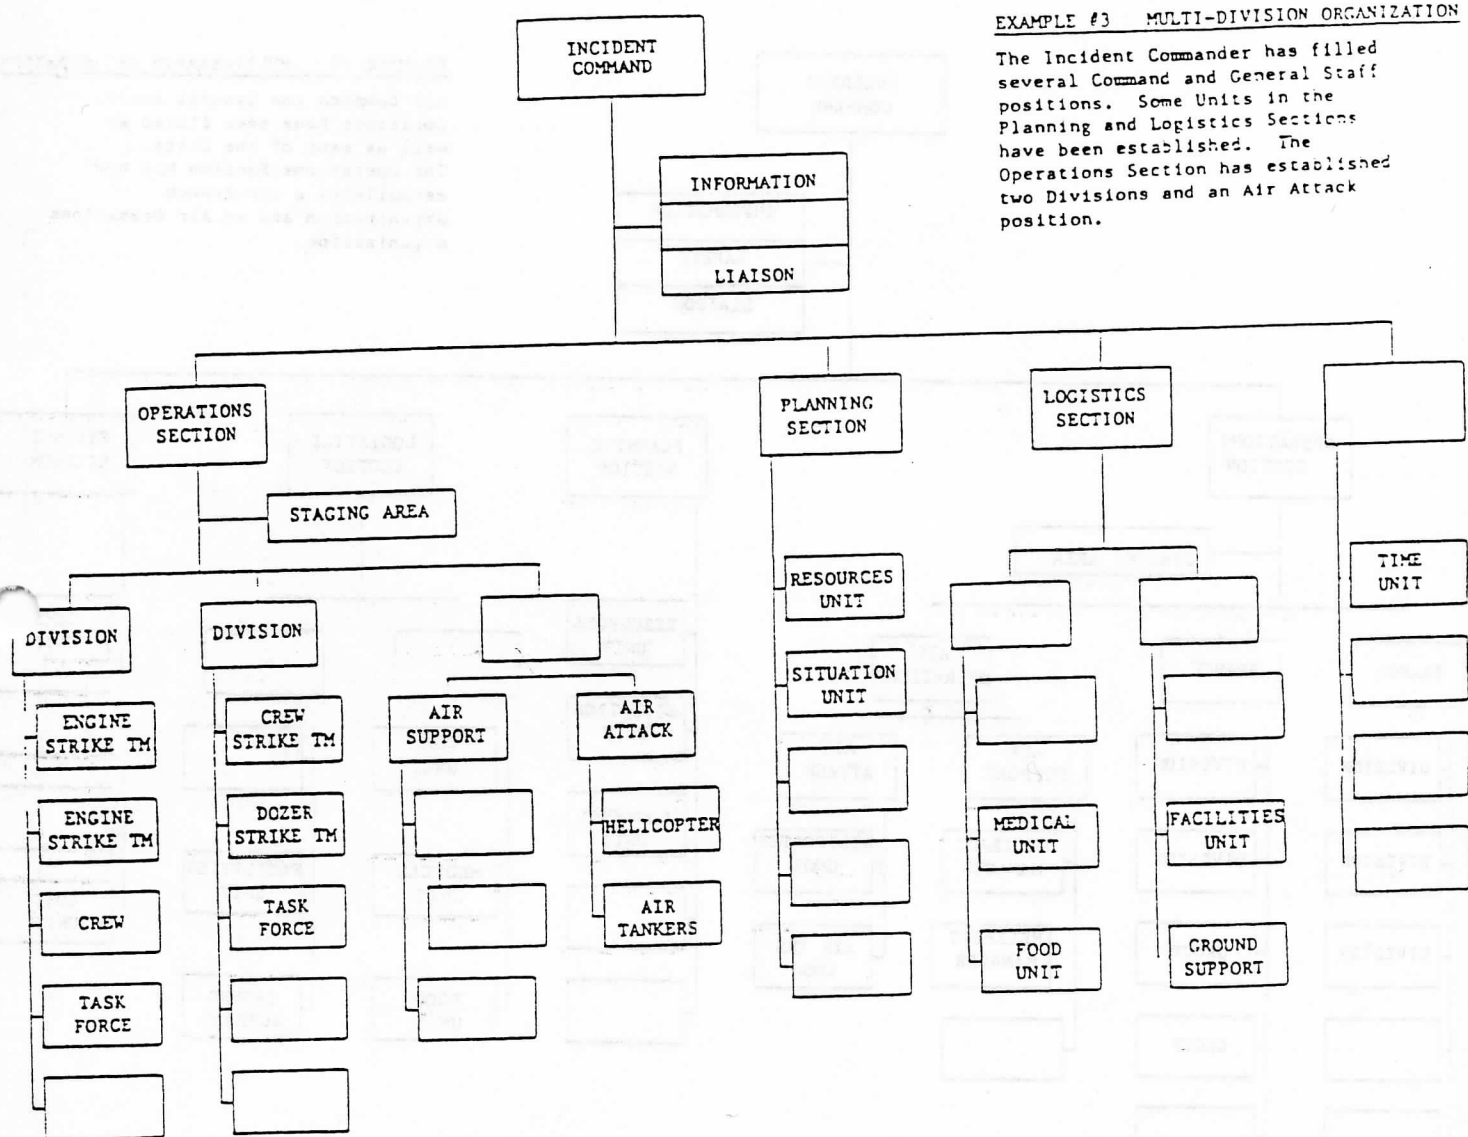 EXAMPLE #3 MULTI-DIVISION ORGANIZATION
The Incident Commander has filled
several Command and General Staff
positions. Some Units in the
Planning and Logistics Sections
have been established. The
Operations Section has established
two Divisions and an Air Attack
position.
INCIDENT
COMMAND
INFORMATION
LIAISON
OPERATIONS
SECTION
PLANNING
SECTION
LOGISTICS
SECTION
STAGING AREA
DIVISION
DIVISION
RESOURCES
UNIT
TIME
UNIT
ENGINE
STRIKE TM
CREW
STRIKE TM
AIR
SUPPORT
AIR
ATTACK
SITUATION
UNIT
ENGINE
STRIKE TM
DOZER
STRIKE TM
HELICOPTER
MEDICAL
UNIT
FACILITIES
UNIT
CREW
TASK
FORCE
AIR
TANKERS
FOOD
UNIT
GROUND
SUPPORT
TASK
FORCE